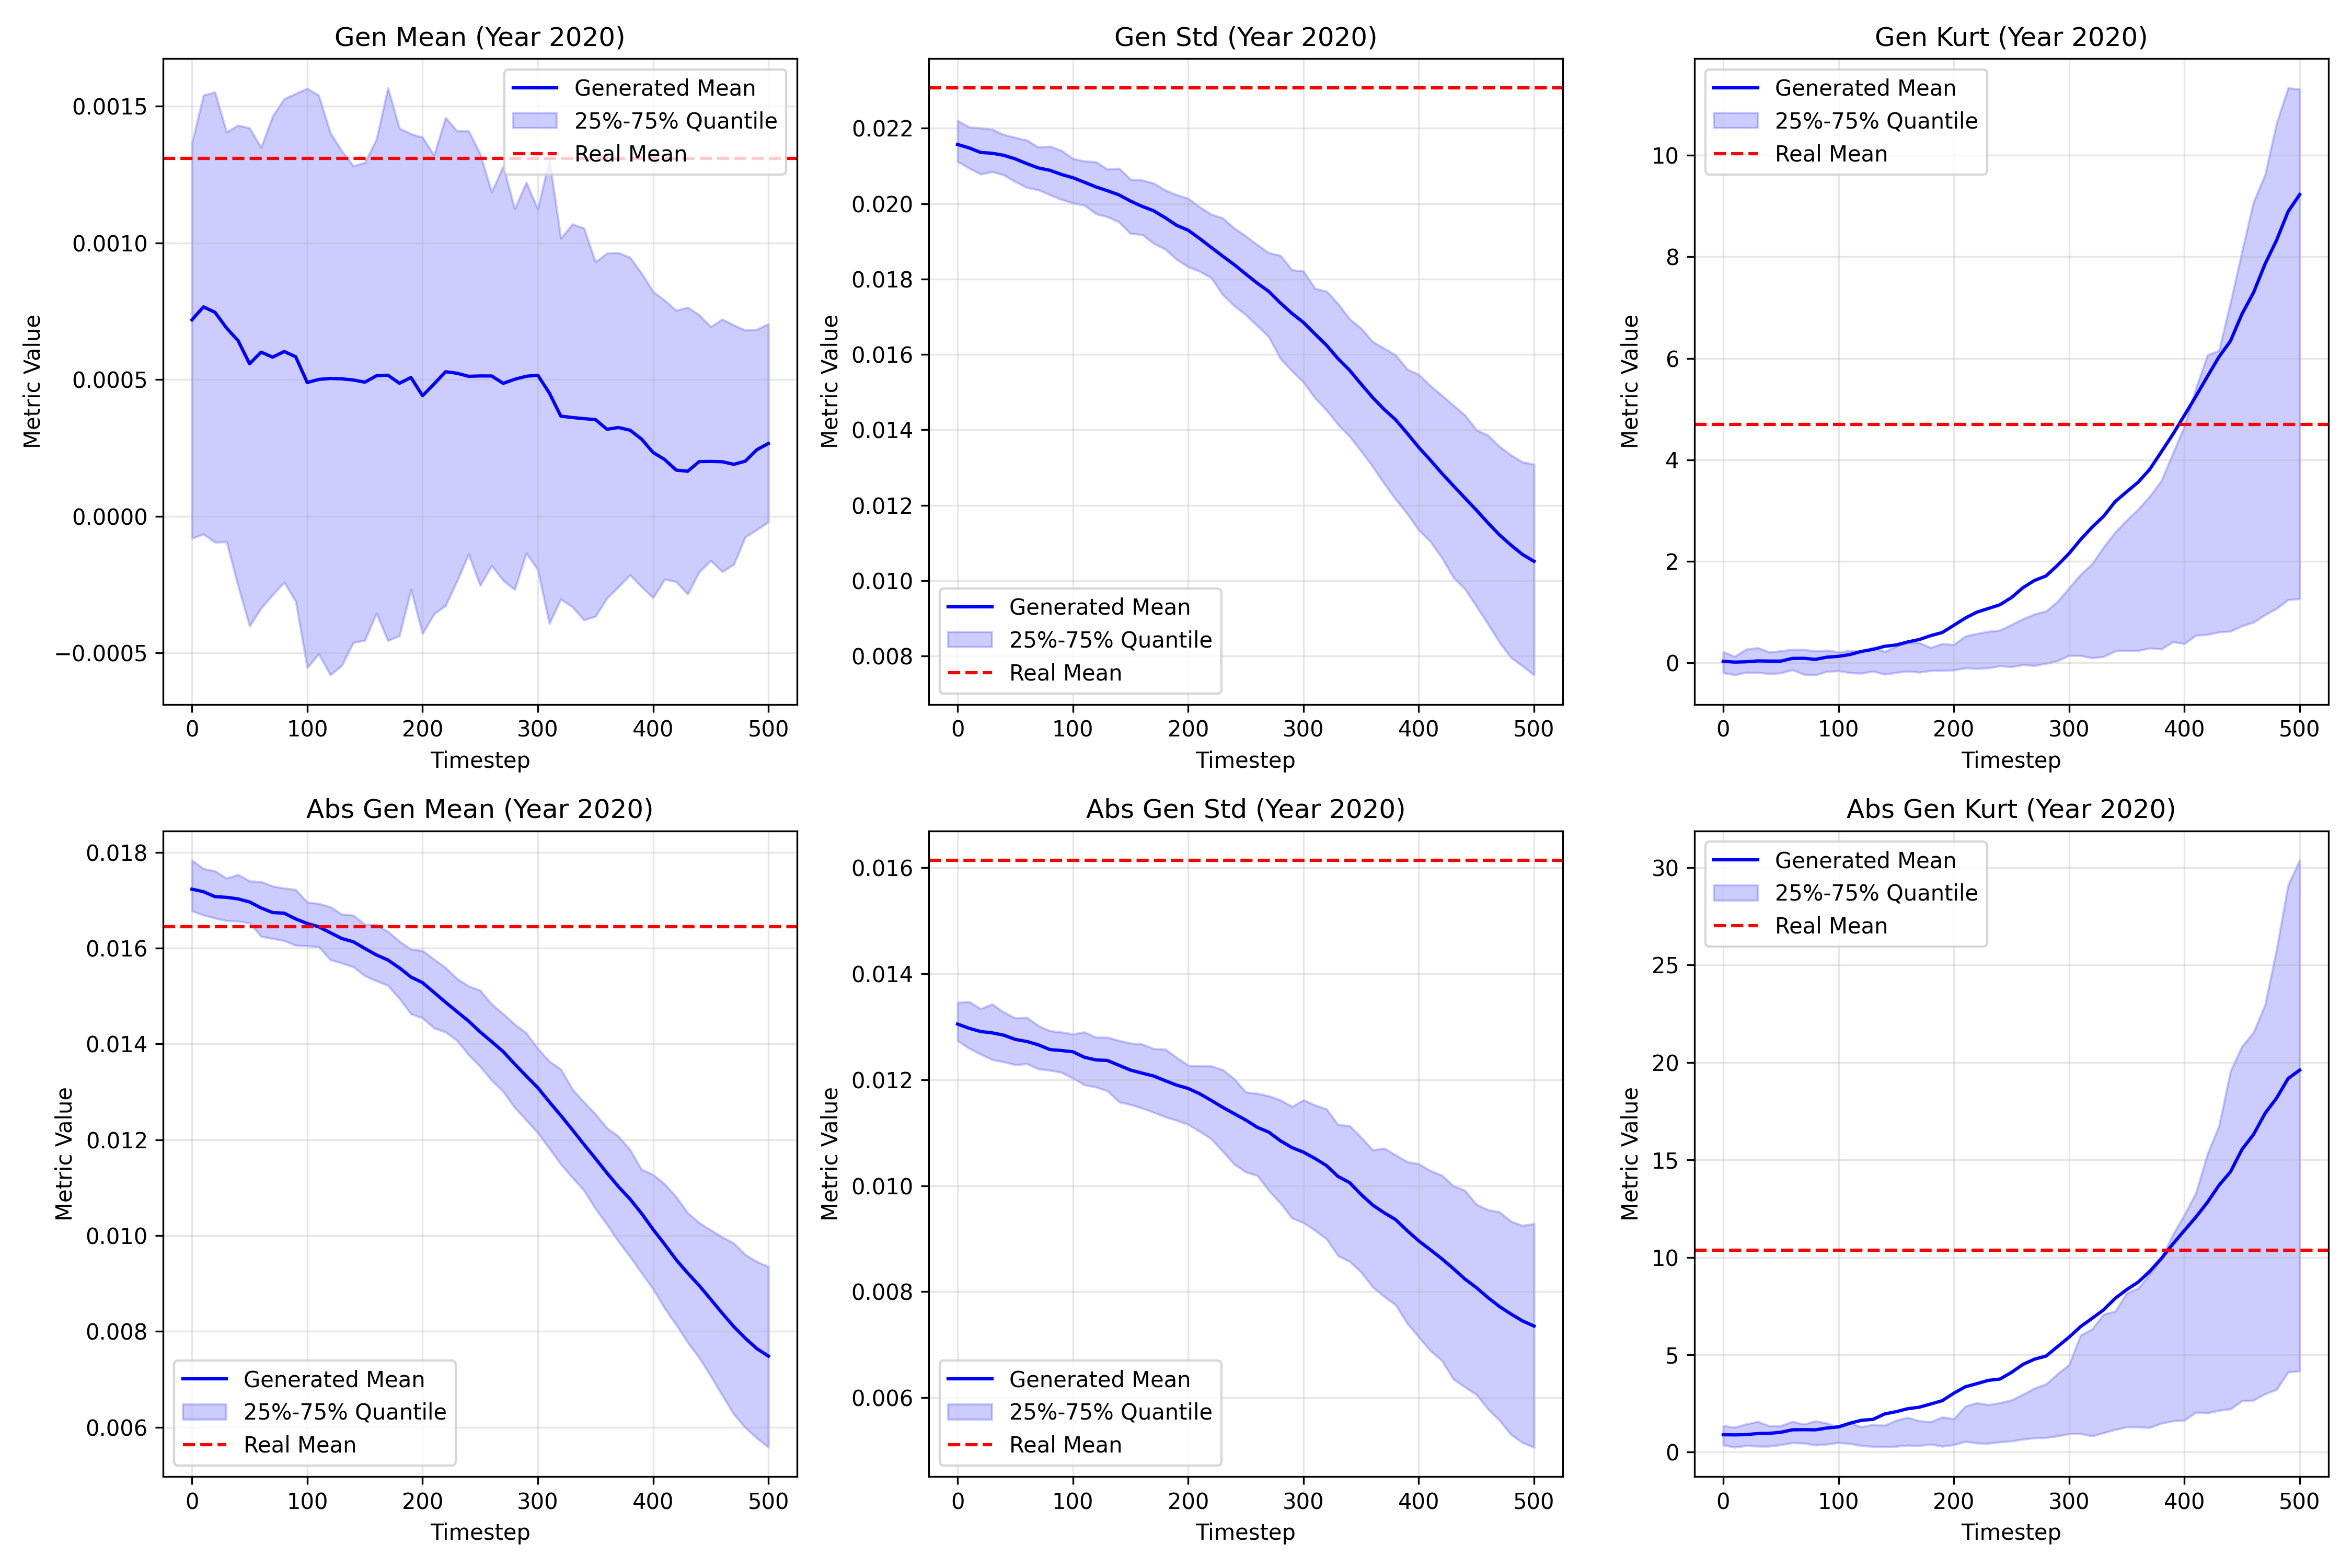 Gen Mean (Year 2020)
Metric Value
0.0015
0.0010
0.0005
0.0000
−0.0005
Generated Mean
25%-75% Quantile
Real Mean
0 100 200 300 400 500
Timestep
Gen Std (Year 2020)
Metric Value
0.022
0.020
0.018
0.016
0.014
0.012
0.010
0.008
Generated Mean
25%-75% Quantile
Real Mean
0 100 200 300 400 500
Timestep
Gen Kurt (Year 2020)
Metric Value
10
8
6
4
2
0
Generated Mean
25%-75% Quantile
Real Mean
0 100 200 300 400 500
Timestep
Abs Gen Mean (Year 2020)
Metric Value
0.018
0.016
0.014
0.012
0.010
0.008
0.006
Generated Mean
25%-75% Quantile
Real Mean
0 100 200 300 400 500
Timestep
Abs Gen Std (Year 2020)
Metric Value
0.016
0.014
0.012
0.010
0.008
0.006
Generated Mean
25%-75% Quantile
Real Mean
0 100 200 300 400 500
Timestep
Abs Gen Kurt (Year 2020)
Metric Value
30
25
20
15
10
5
0
Generated Mean
25%-75% Quantile
Real Mean
0 100 200 300 400 500
Timestep